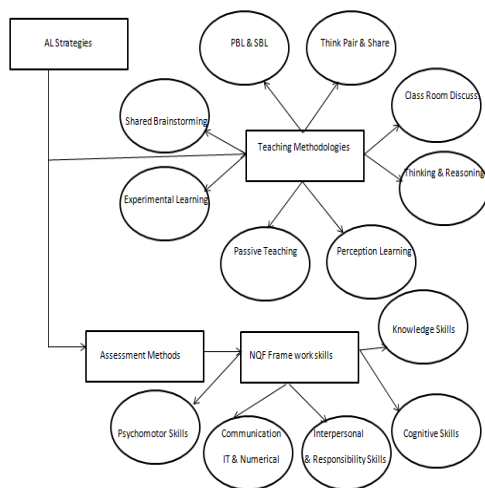 AL Strategies
PBL & SBL
Think Pair & Share
Class Room Discuss
Shared Brainstorming
Teaching Methodologies
Thinking & Reasoning
Experimental Learning
Passive Teaching
Perception Learning
Knowledge Skills
Assessment Methods
NQF Frame work skills
Psychomotor Skills
Communication
IT & Numerical
Interpersonal
& Responsibility Skills
Cognitive Skills